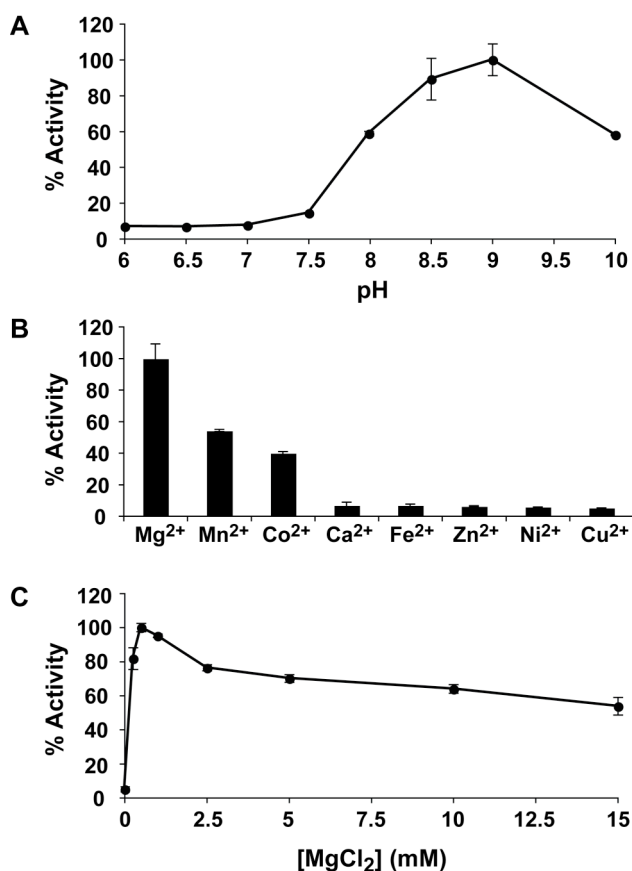 A
120
100
80
60
40
20
0
% Activity
6 6.5 7 7.5 8 8.5 9 9.5 10
pH
B
120
100
80
60
40
20
0
% Activity
Mg²⁺ Mn²⁺ Co²⁺ Ca²⁺ Fe²⁺ Zn²⁺ Ni²⁺ Cu²⁺
C
120
100
80
60
40
20
0
% Activity
0 2.5 5 7.5 10 12.5 15
[MgCl₂] (mM)